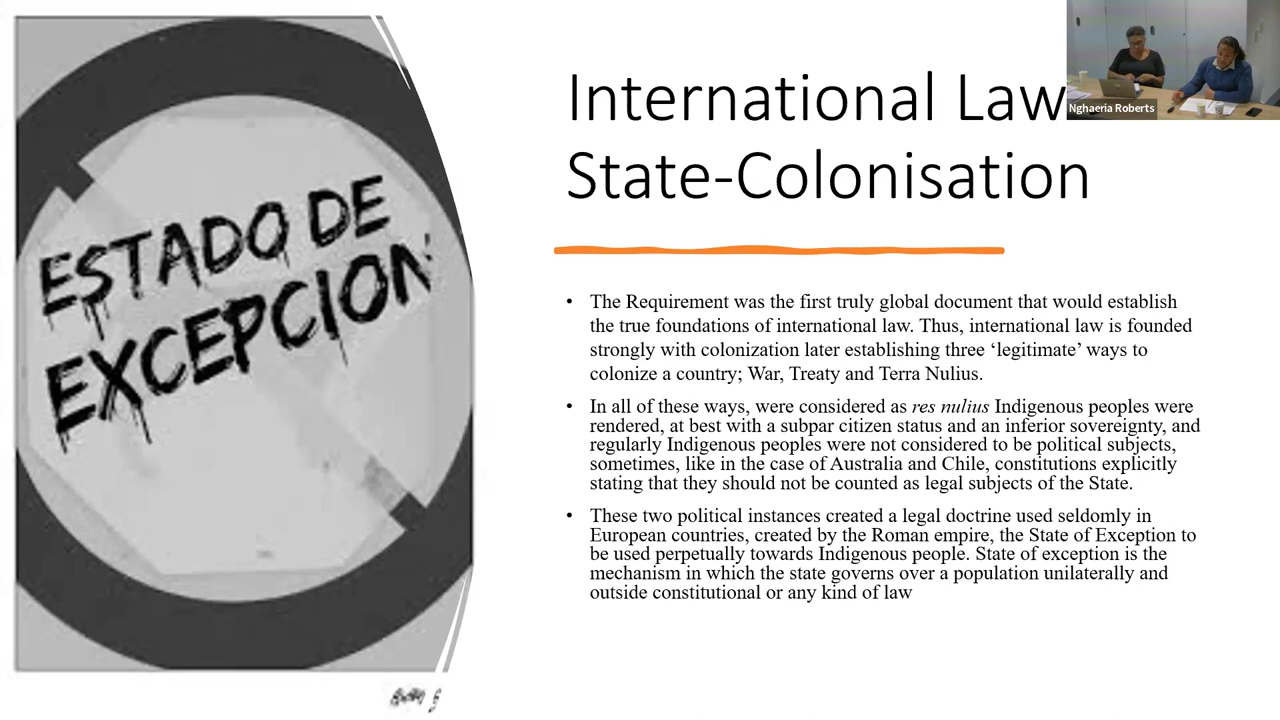 ESTADO DE
EXCEPCION
International Law
State-Colonisation
Nghaeria Roberts
• The Requirement was the first truly global document that would establish
the true foundations of international law. Thus, international law is founded
strongly with colonization later establishing three ‘legitimate’ ways to
colonize a country; War, Treaty and Terra Nulius.
• In all of these ways, were considered as res nulius Indigenous peoples were
rendered, at best with a subpar citizen status and an inferior sovereignty, and
regularly Indigenous peoples were not considered to be political subjects,
sometimes, like in the case of Australia and Chile, constitutions explicitly
stating that they should not be counted as legal subjects of the State.
• These two political instances created a legal doctrine used seldomly in
European countries, created by the Roman empire, the State of Exception to
be used perpetually towards Indigenous people. State of exception is the
mechanism in which the state governs over a population unilaterally and
outside constitutional or any kind of law